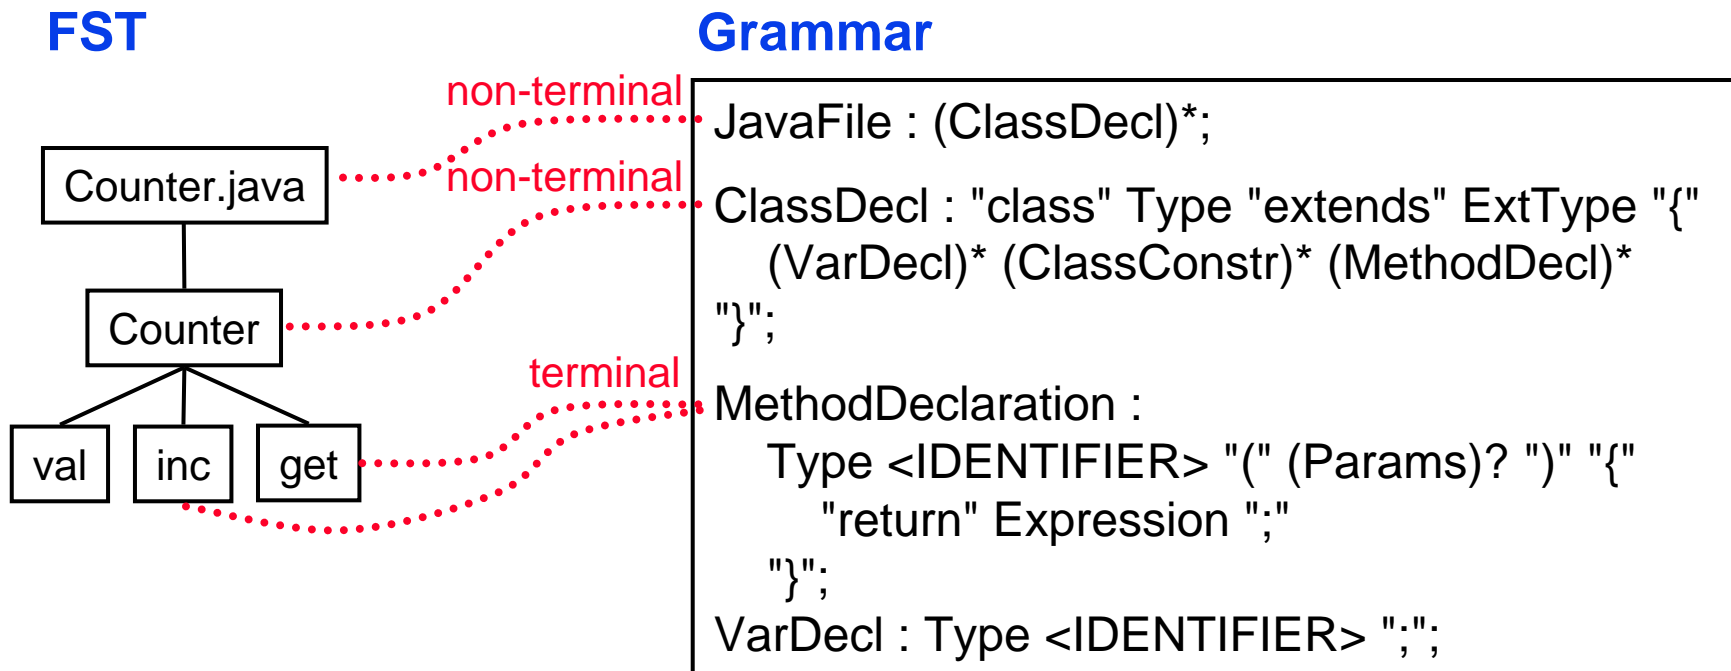 FST
Grammar
non-terminal
JavaFile : (ClassDecl)*;
Counter.java
non-terminal
ClassDecl : "class" Type "extends" ExtType "{"
(VarDecl)* (ClassConstr)* (MethodDecl)*
"}";
Counter
terminal
MethodDeclaration :
val
inc
get
Type <IDENTIFIER> "(" (Params)? ")" "{"
"return" Expression ";"
"}";
VarDecl : Type <IDENTIFIER> ";";